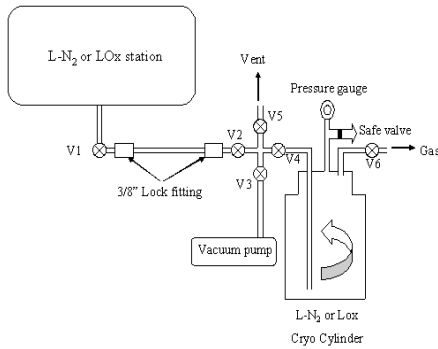 L-N2 or LOx station
Vent
Pressure gauge
V5
Safe valve
V1
V2
V4
V6
Gas
V3
3/8” Lock fitting
Vacuum pump
L-N2 or Lox
Cryo Cylinder